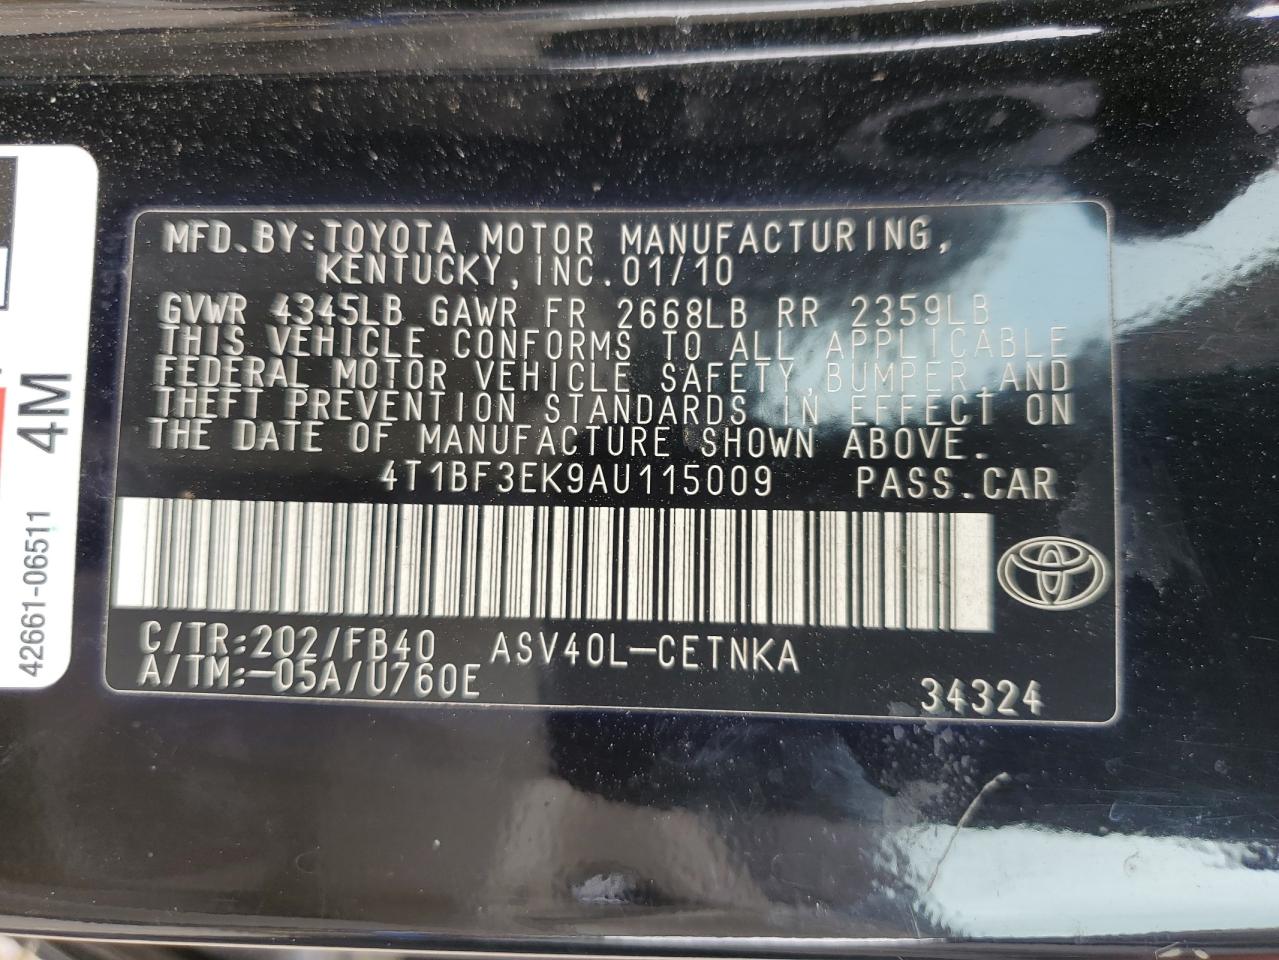 MFD.BY:TOYOTA MOTOR MANUFACTURING,
KENTUCKY,INC.01/10
GVWR 4345LB GAWR FR 2668LB RR 2359LB
THIS VEHICLE CONFORMS TO ALL APPLICABLE
FEDERAL MOTOR VEHICLE SAFETY,BUMPER,AND
THEFT PREVENTION STANDARDS IN EFFECT ON
THE DATE OF MANUFACTURE SHOWN ABOVE.
4T1BF3EK9AU115009 PASS.CAR
C/TR:202/FB40 ASV40L-CETNKA
A/TM:-05A/U760E
34324
42661-06511 4M